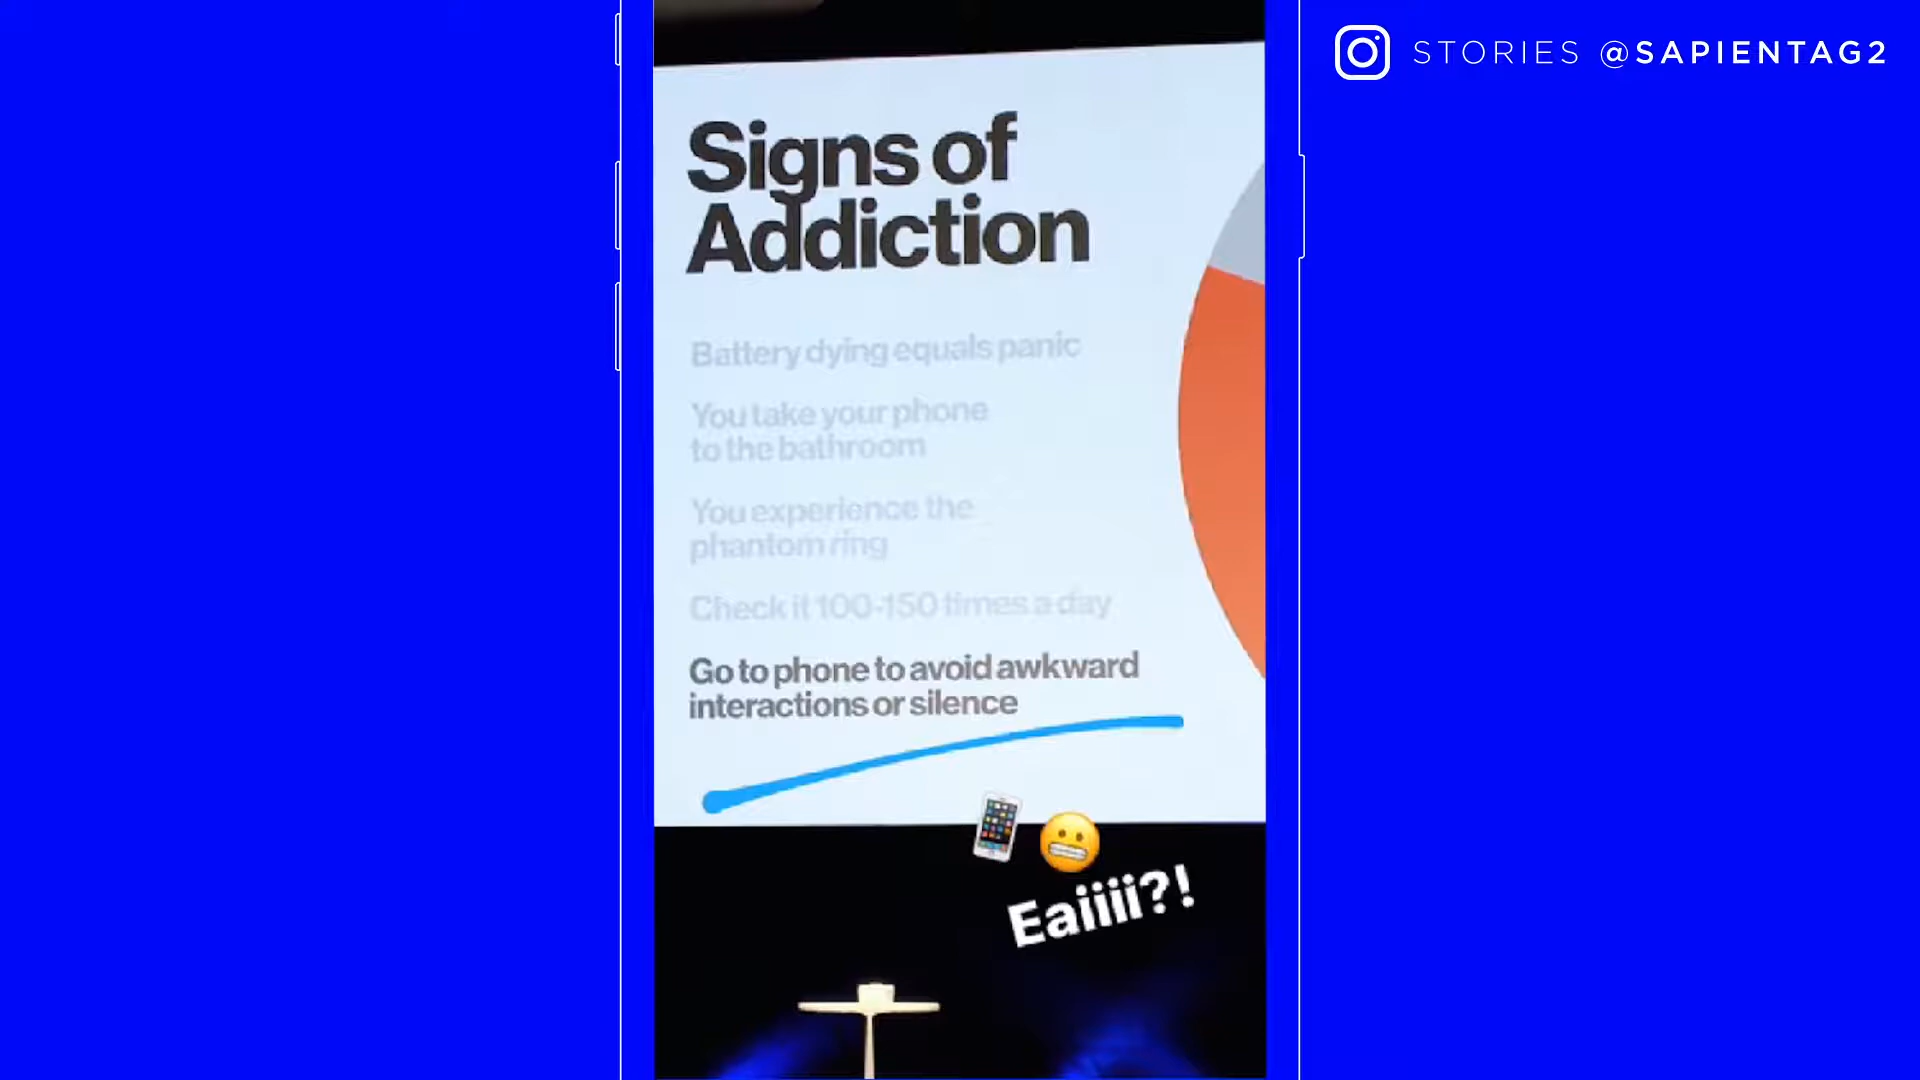 STORIES @SAPIENTAG2
Signs of
Addiction
Battery dying equals panic
You take your phone
to the bathroom
You experience the
phantom ring
Check it 100-150 times a day
Go to phone to avoid awkward
interactions or silence
Eaiiii?!